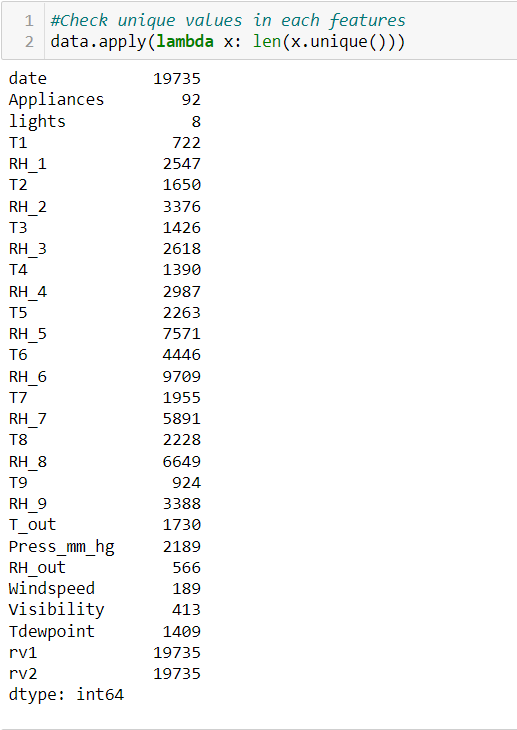 1 #Check unique values in each features
2 data.apply(lambda x: len(x.unique()))
date 19735
Appliances 92
lights 8
T1 722
RH_1 2547
T2 1650
RH_2 3376
T3 1426
RH_3 2618
T4 1390
RH_4 2987
T5 2263
RH_5 7571
T6 4446
RH_6 9709
T7 1955
RH_7 5891
T8 2228
RH_8 6649
T9 924
RH_9 3388
T_out 1730
Press_mm_hg 2189
RH_out 566
Windspeed 189
Visibility 413
Tdewpoint 1409
rv1 19735
rv2 19735
dtype: int64